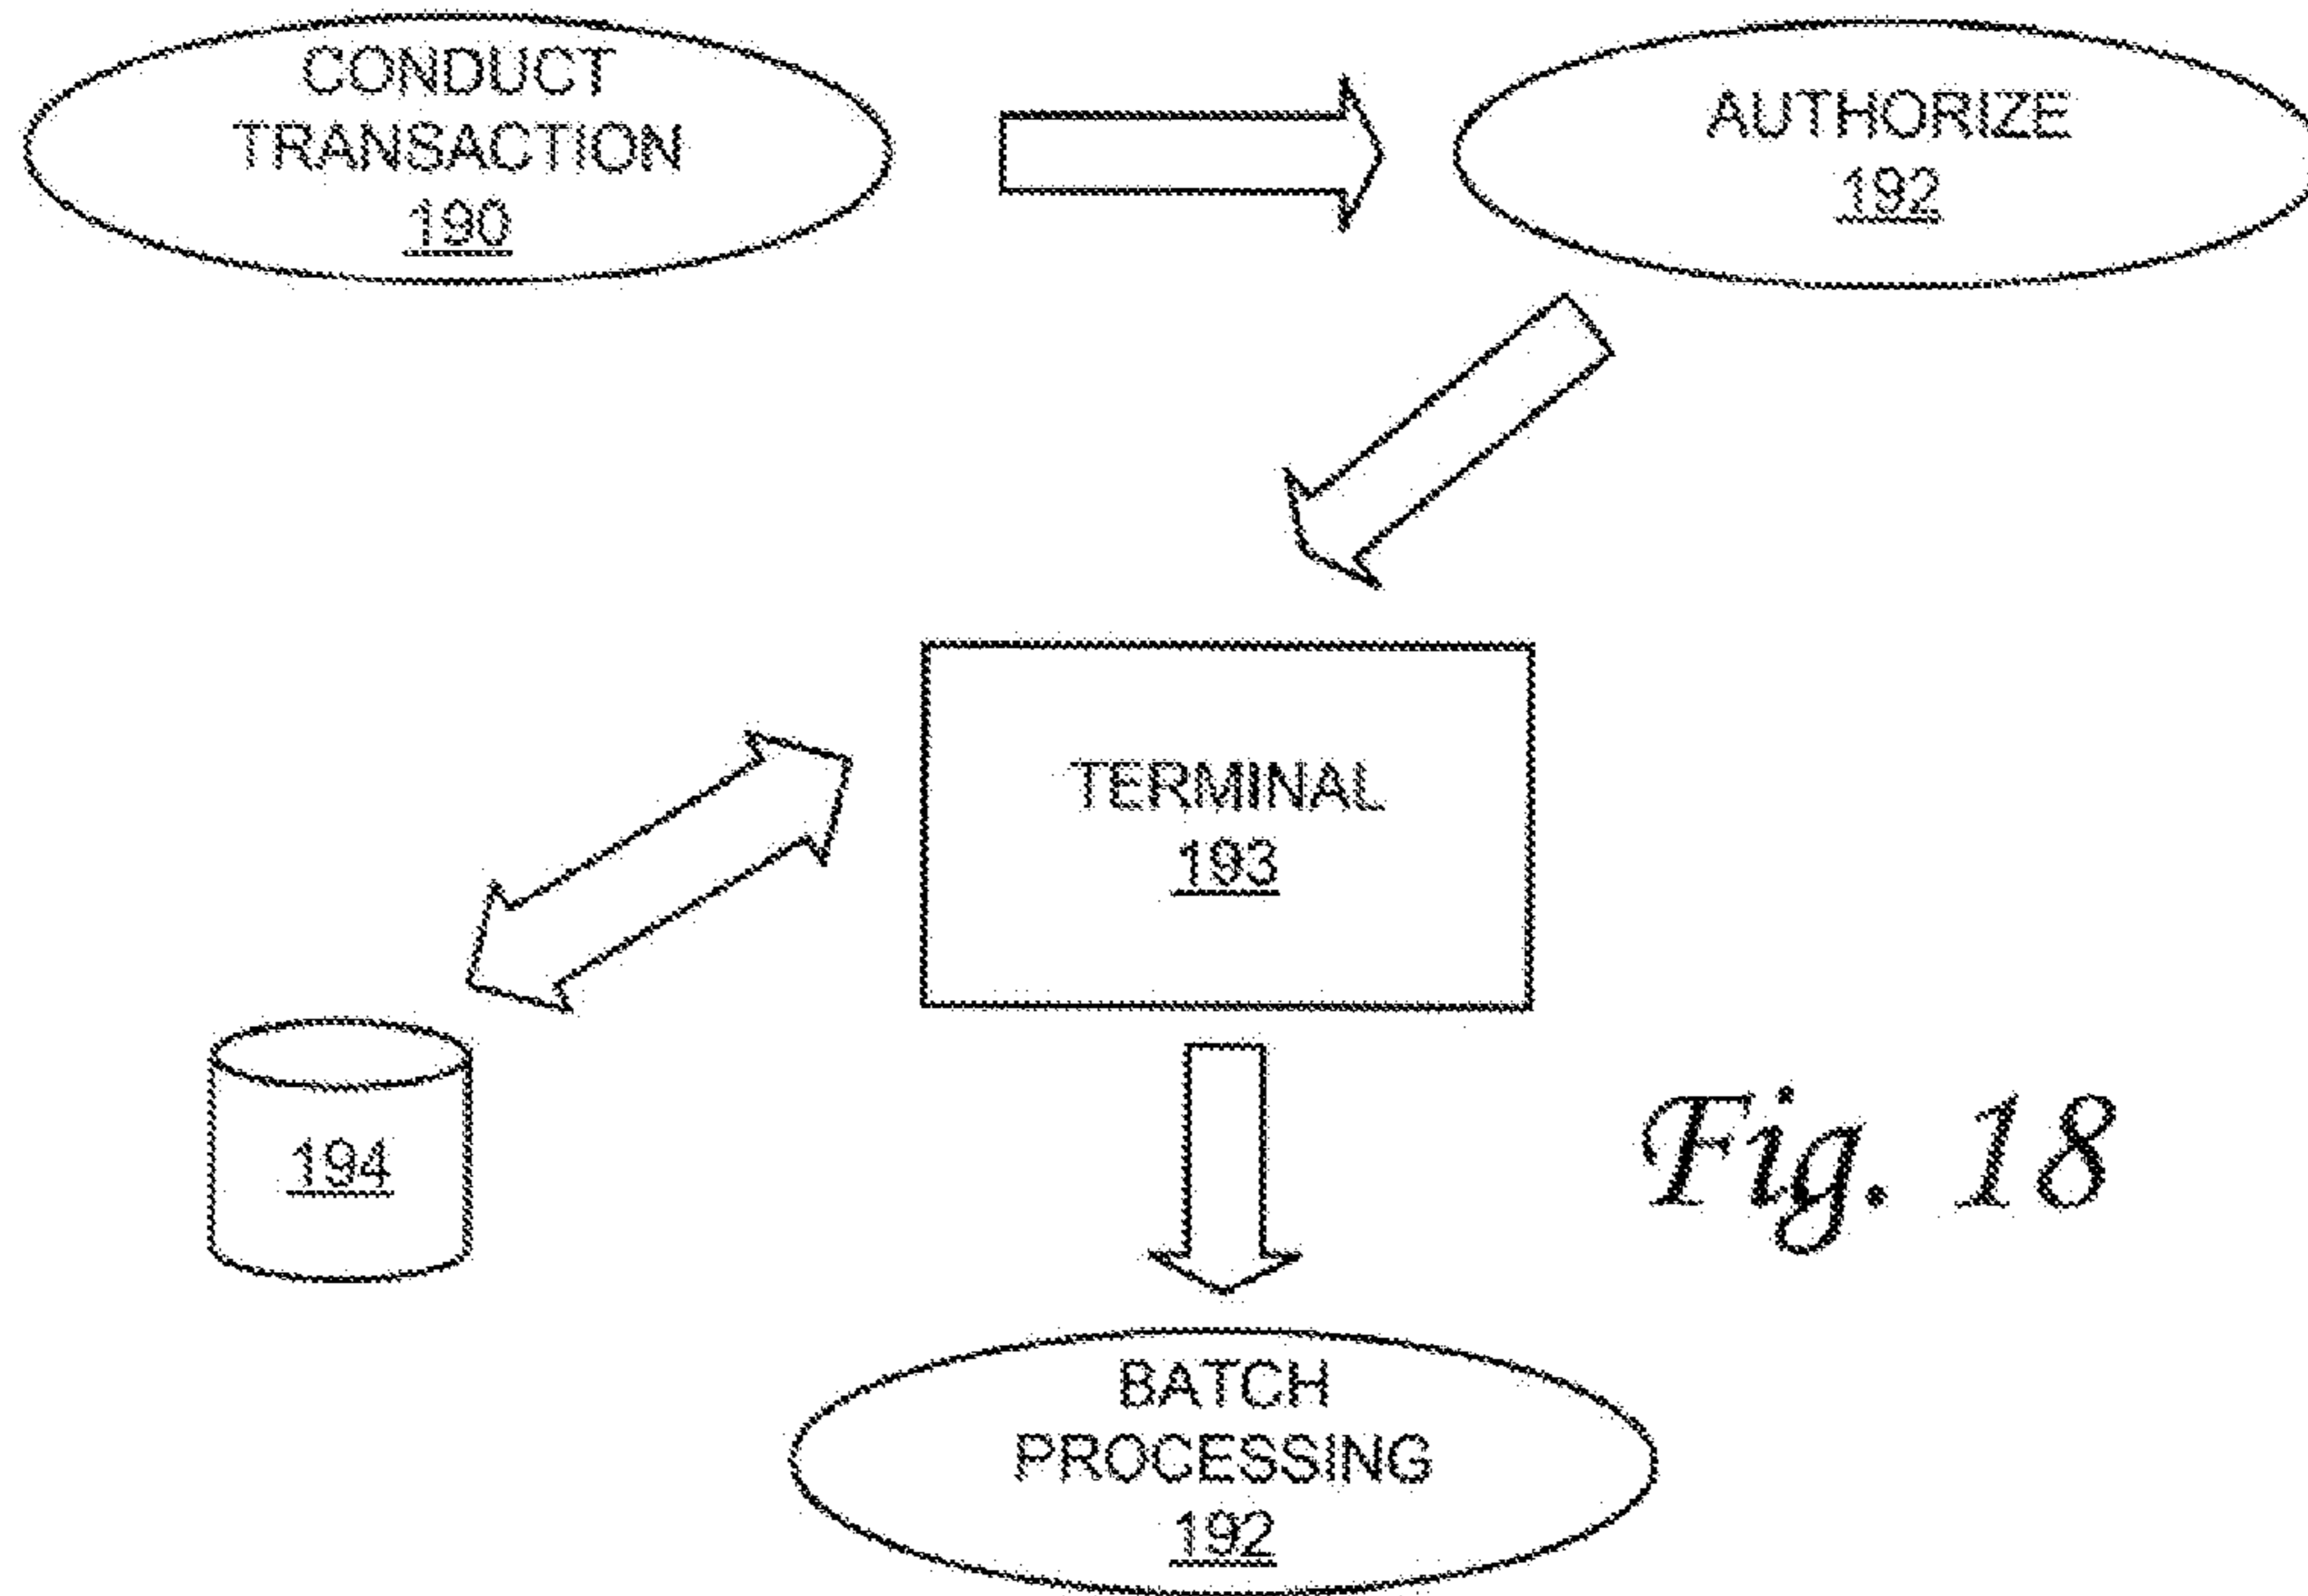 CONDUCT
TRANSACTION
190
AUTHORIZE
192
TERMINAL
193
194
Fig. 18
BATCH
PROCESSING
192